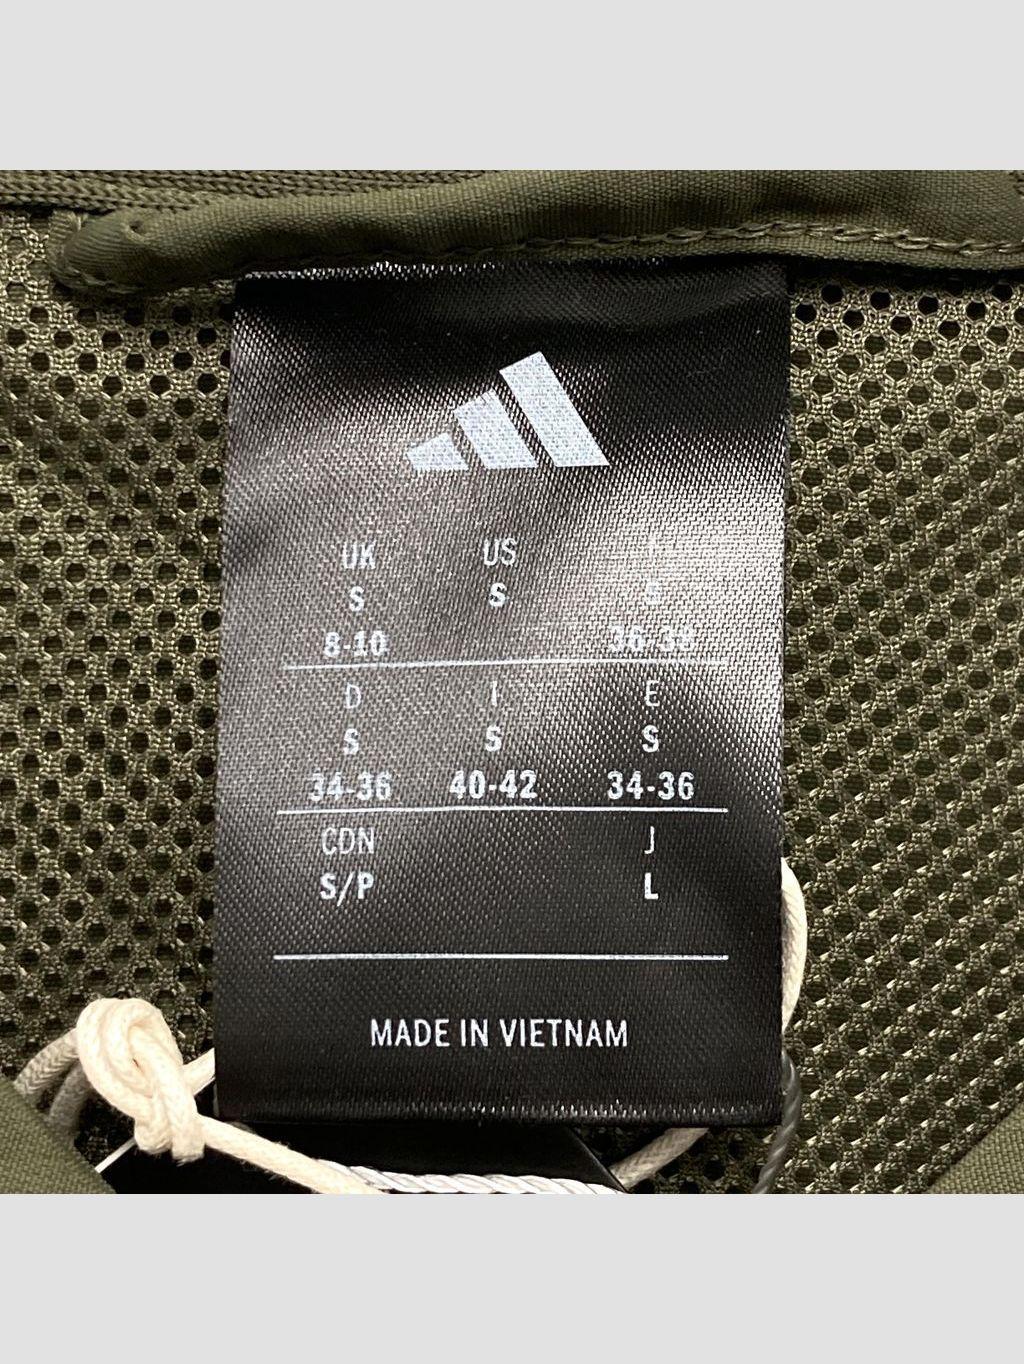 UK US F
S S S
8-10 36-38
D I E
S S S
34-36 40-42 34-36
CDN J
S/P L
MADE IN VIETNAM